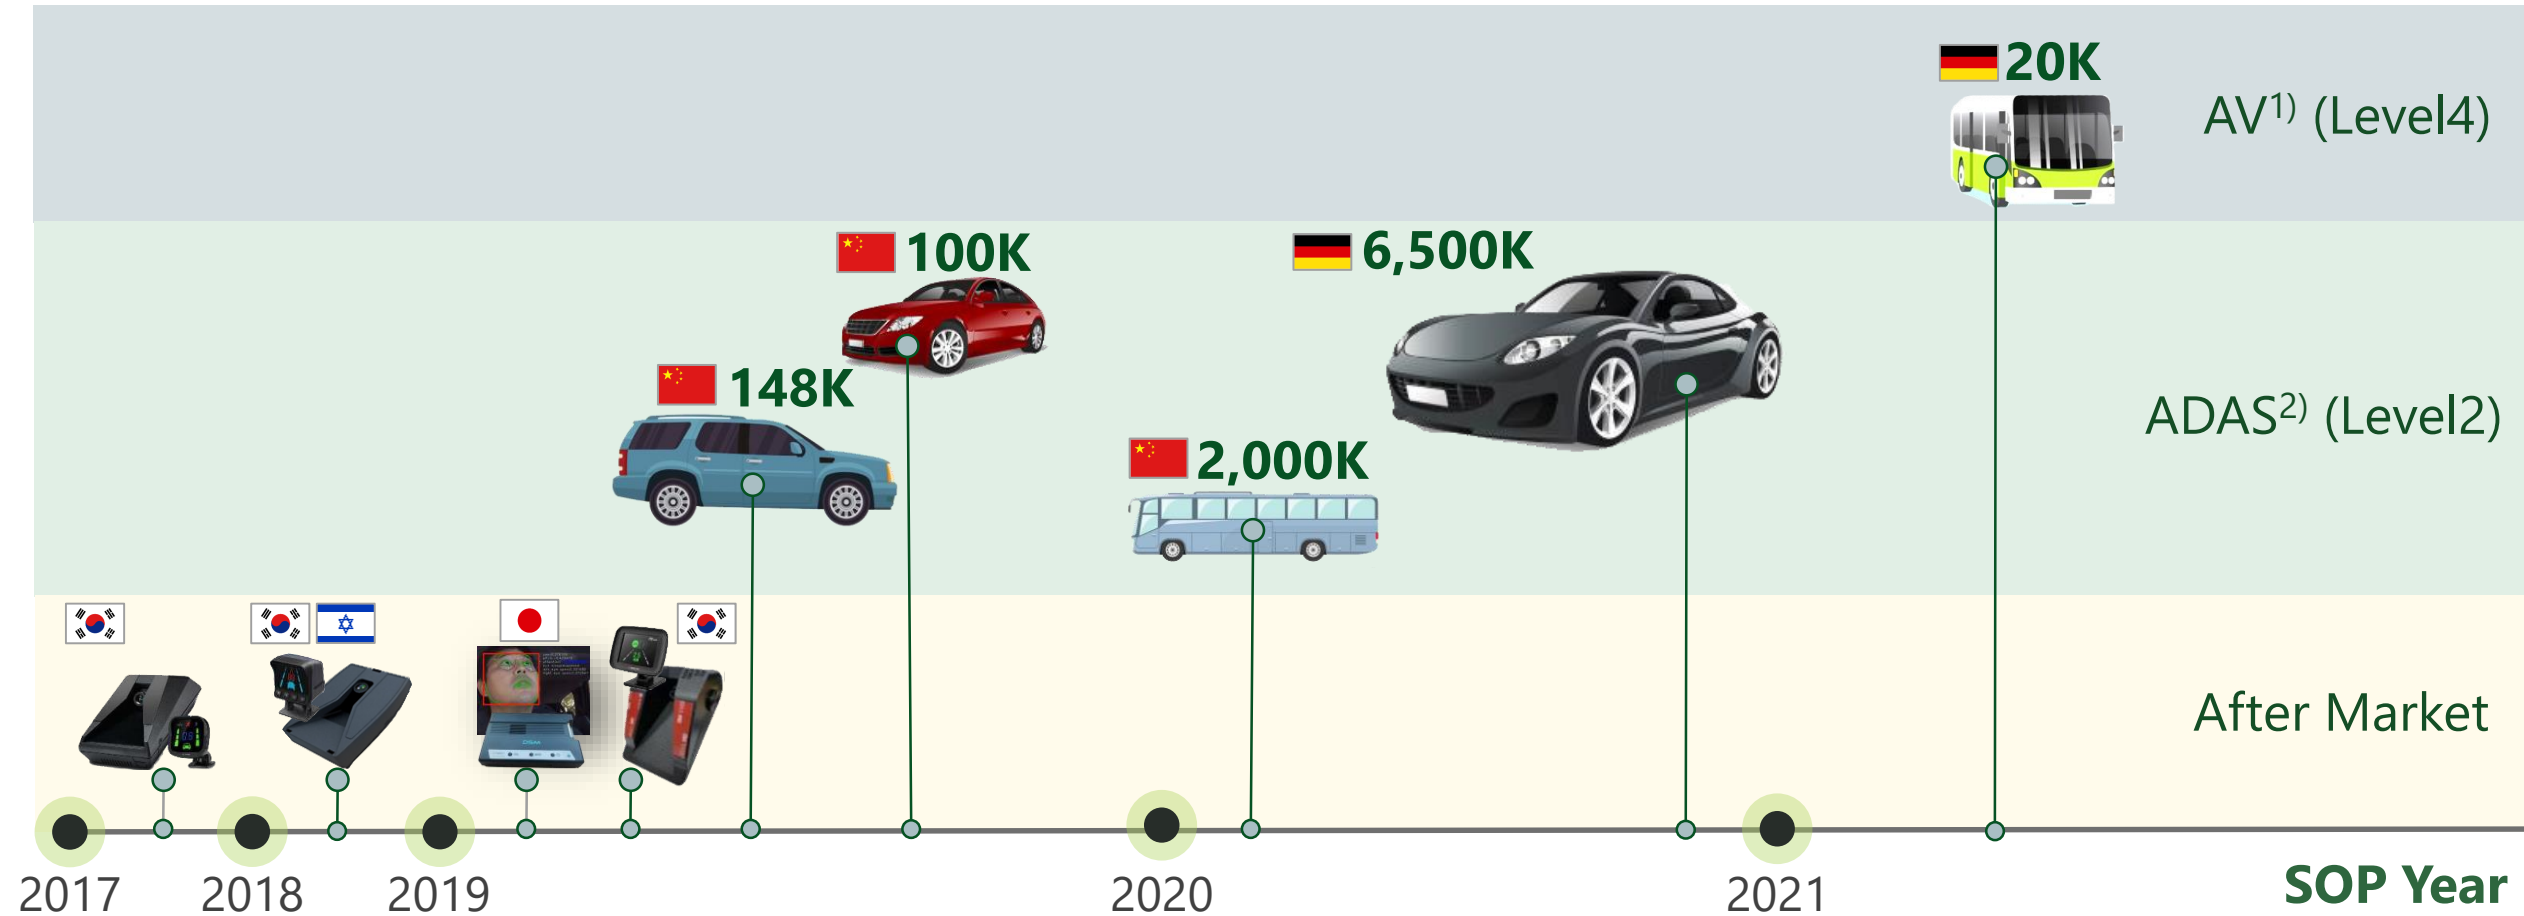 20K
AV1) (Level4)
100K
6,500K
148K
ADAS2) (Level2)
2,000K
After Market
2017
2018
2019
2020
2021
SOP Year